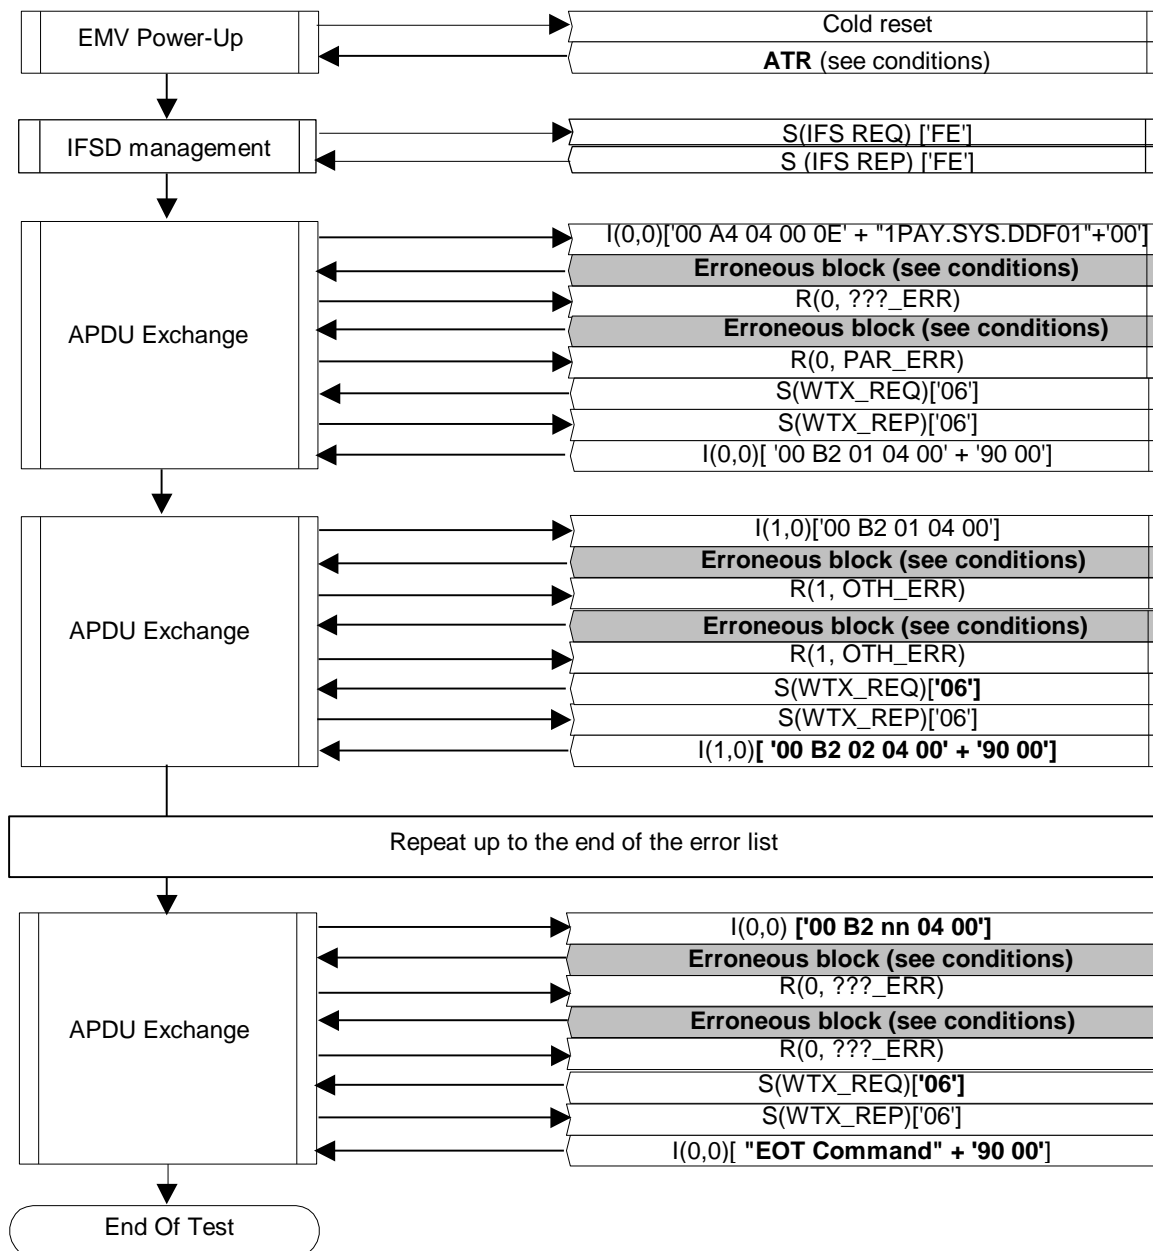 EMV Power-Up
Cold reset
ATR (see conditions)
IFSD management
S(IFS REQ) ['FE']
S (IFS REP) ['FE']
APDU Exchange
I(0,0)['00 A4 04 00 0E' + "1PAY.SYS.DDF01"+'00']
Erroneous block (see conditions)
R(0, ???_ERR)
Erroneous block (see conditions)
R(0, PAR_ERR)
S(WTX_REQ)['06']
S(WTX_REP)['06']
I(0,0)[ '00 B2 01 04 00' + '90 00']
APDU Exchange
I(1,0)['00 B2 01 04 00']
Erroneous block (see conditions)
R(1, OTH_ERR)
Erroneous block (see conditions)
R(1, OTH_ERR)
S(WTX_REQ)['06']
S(WTX_REP)['06']
I(1,0)[ '00 B2 02 04 00' + '90 00']
Repeat up to the end of the error list
APDU Exchange
I(0,0) ['00 B2 nn 04 00']
Erroneous block (see conditions)
R(0, ???_ERR)
Erroneous block (see conditions)
R(0, ???_ERR)
S(WTX_REQ)['06']
S(WTX_REP)['06']
I(0,0)[ "EOT Command" + '90 00']
End Of Test